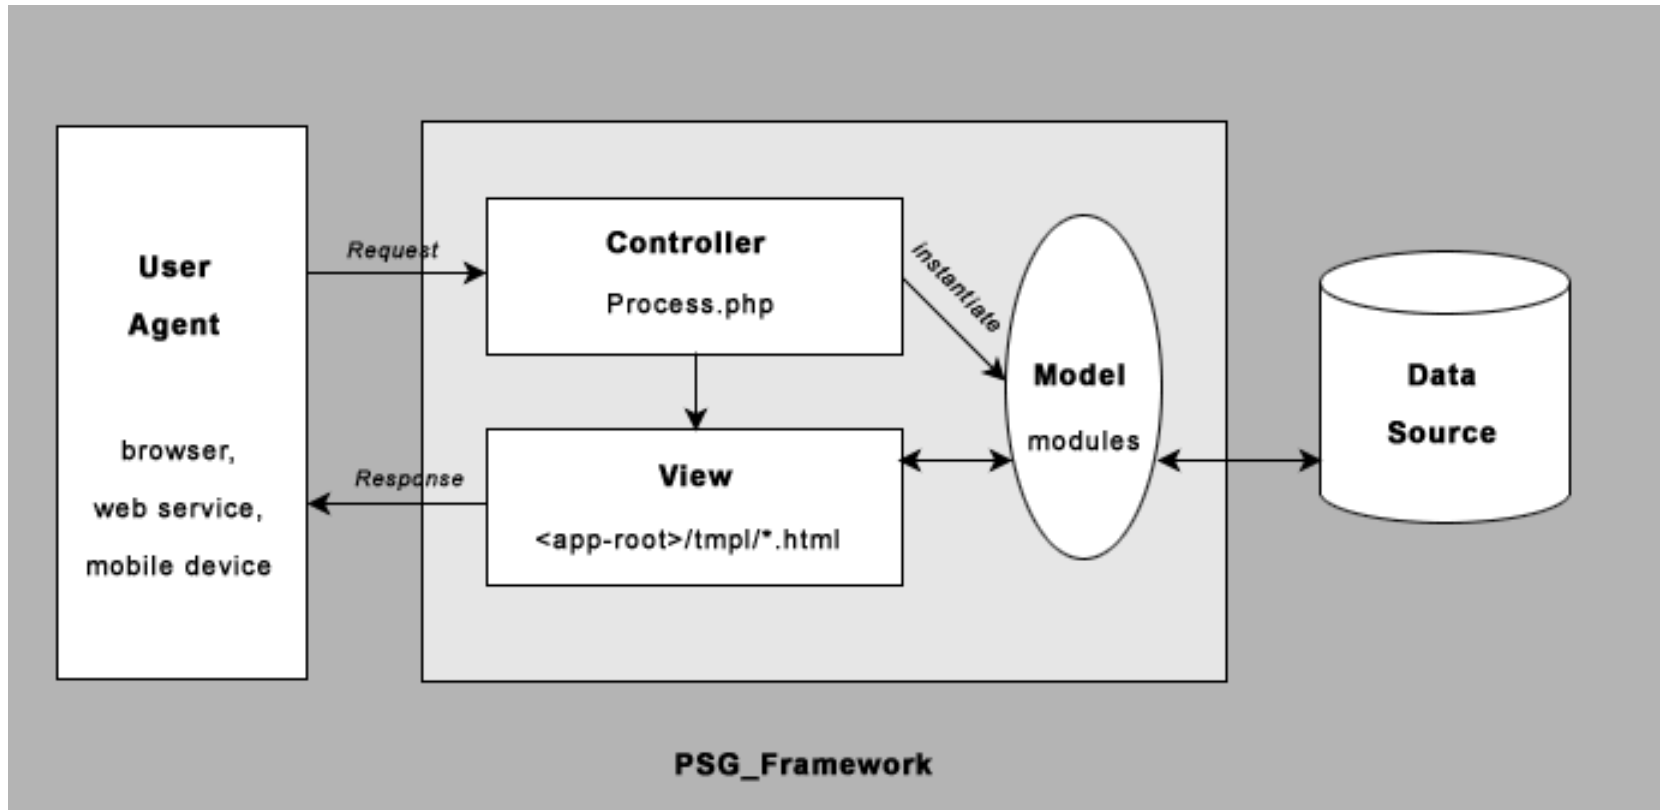 User
Agent
browser,
web service,
mobile device
Request
Response
Controller
Process.php
instantiate
View
<app-root>/tmpl/*.html
Model
modules
Data
Source
PSG_Framework